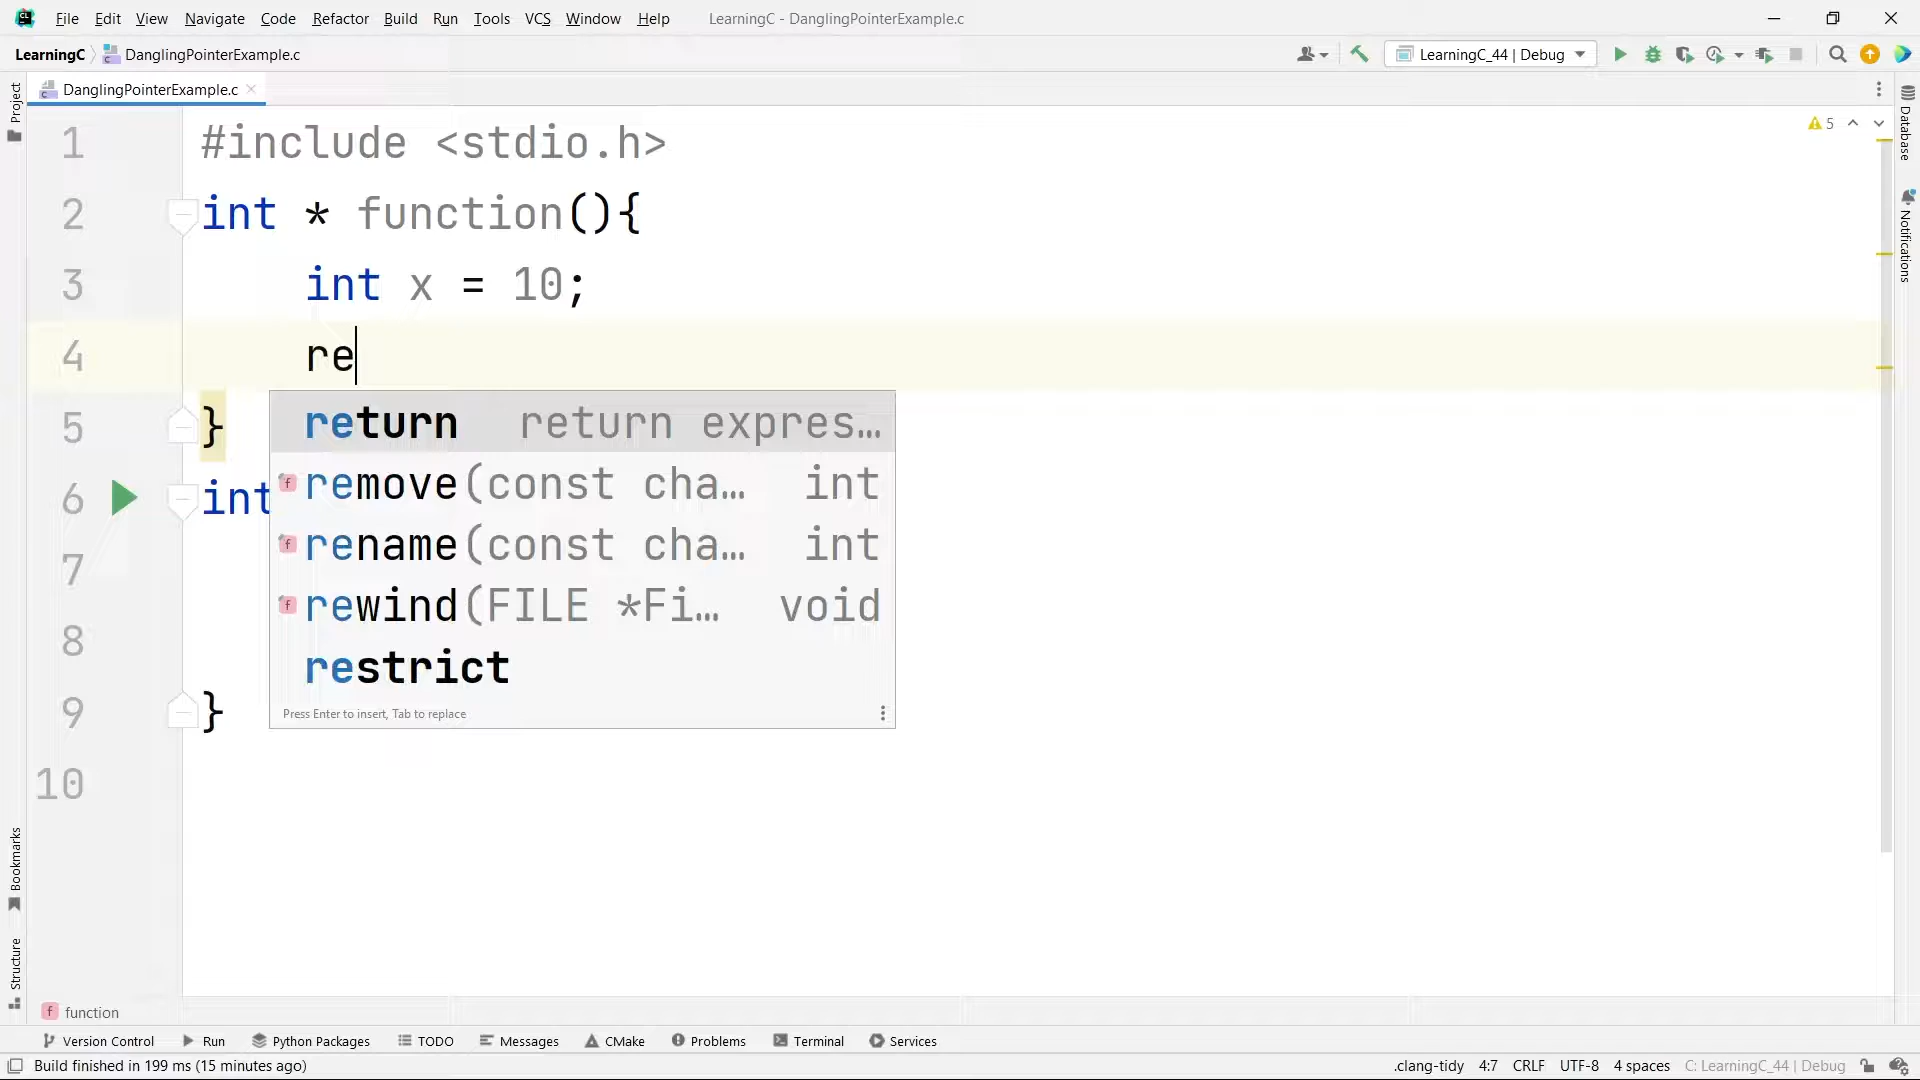 File Edit View Navigate Code Refactor Build Run Tools VCS Window Help LearningC - DanglingPointerExample.c
LearningC DanglingPointerExample.c LearningC_44 | Debug
DanglingPointerExample.c
Project
1 #include <stdio.h>
5
Database
2 int * function(){
Notifications
3 int x = 10;
4 re
5 }
return return expres…
6 int
remove(const cha… int
rename(const cha… int
7
rewind(FILE *Fi… void
8
restrict
9 }
Press Enter to insert, Tab to replace
10
Bookmarks
Structure
function
Version Control Run Python Packages TODO Messages CMake Problems Terminal Services
Build finished in 199 ms (15 minutes ago) .clang-tidy 4:7 CRLF UTF-8 4 spaces C: LearningC_44 | Debug